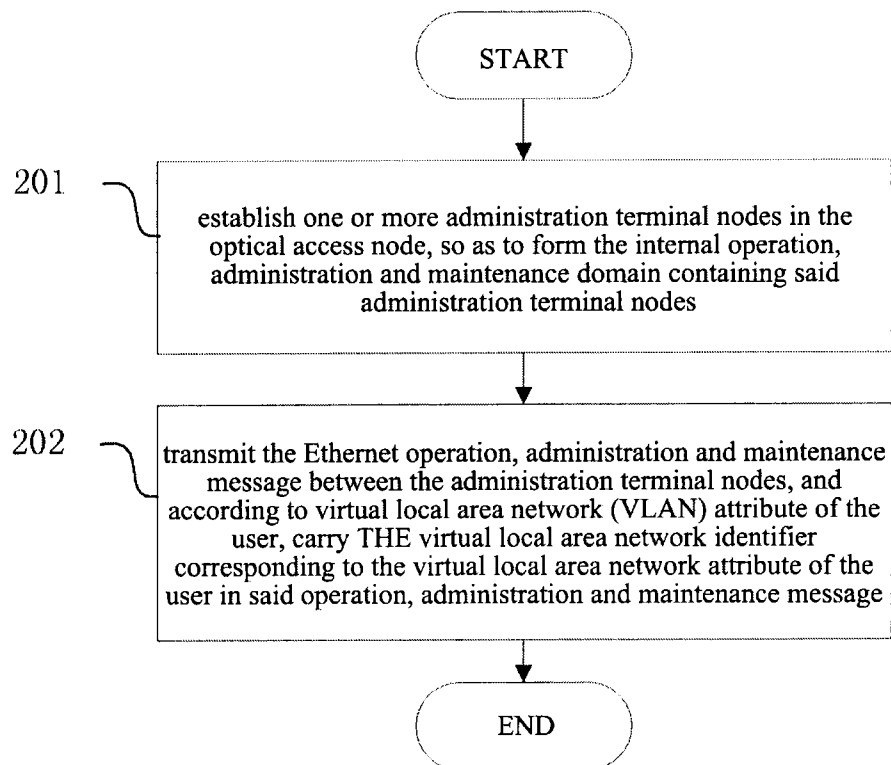 START
201
establish one or more administration terminal nodes in the
optical access node, so as to form the internal operation,
administration and maintenance domain containing said
administration terminal nodes
202
transmit the Ethernet operation, administration and maintenance
message between the administration terminal nodes, and
according to virtual local area network (VLAN) attribute of the
user, carry THE virtual local area network identifier
corresponding to the virtual local area network attribute of the
user in said operation, administration and maintenance message
END